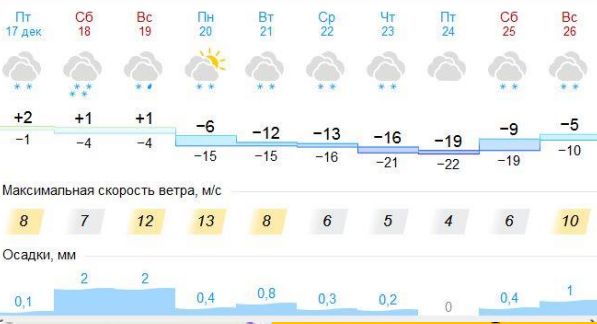 Пт Сб Вс Пн Вт Ср Чт Пт Сб Вс
17 дек 18 19 20 21 22 23 24 25 26
+2 +1 +1 −6 −12 −13 −16 −19 −9 −5
−1 −4 −4 −15 −15 −16 −21 −22 −19 −10
Максимальная скорость ветра, м/с
8 7 12 13 8 6 5 4 6 10
Осадки, мм
0,1 2 2 0,4 0,8 0,3 0,2 0 0,4 1